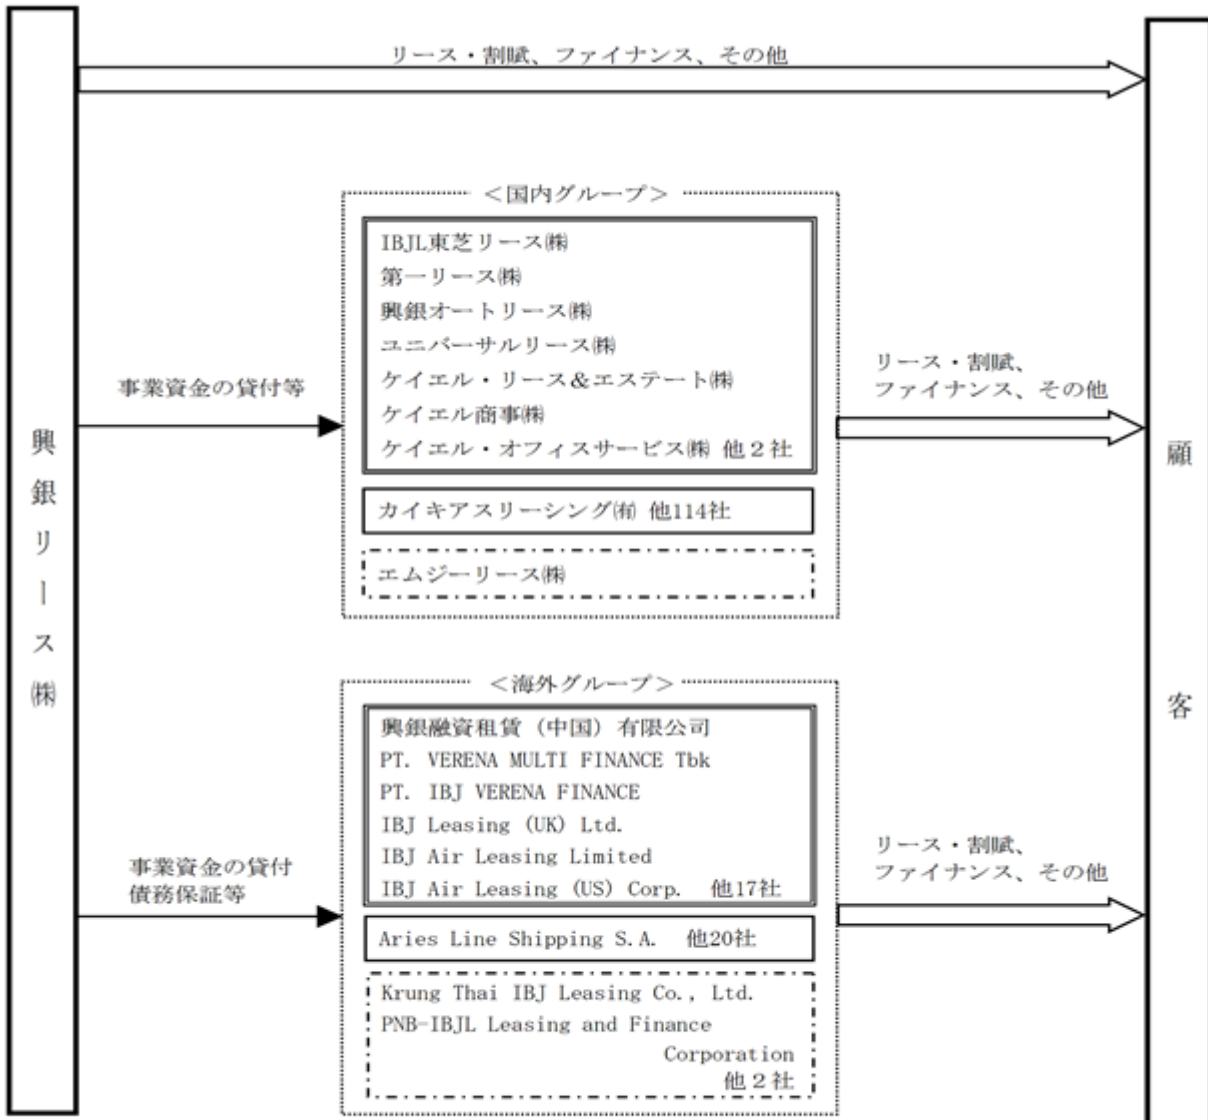 リース・割賦、ファイナンス、その他
興銀リース㈱
顧客
＜国内グループ＞
IBJL東芝リース㈱
第一リース㈱
興銀オートリース㈱
ユニバーサルリース㈱
ケイエル・リース＆エステート㈱
ケイエル商事㈱
ケイエル・オフィスサービス㈱ 他２社
カイキアスリーシング㈲ 他114社
エムジーリース㈱
事業資金の貸付等
リース・割賦、
ファイナンス、その他
＜海外グループ＞
興銀融資租賃（中国）有限公司
PT. VERENA MULTI FINANCE Tbk
PT. IBJ VERENA FINANCE
IBJ Leasing (UK) Ltd.
IBJ Air Leasing Limited
IBJ Air Leasing (US) Corp. 他17社
Aries Line Shipping S.A. 他20社
Krung Thai IBJ Leasing Co., Ltd.
PNB-IBJL Leasing and Finance
Corporation
他２社
事業資金の貸付
債務保証等
リース・割賦、
ファイナンス、その他